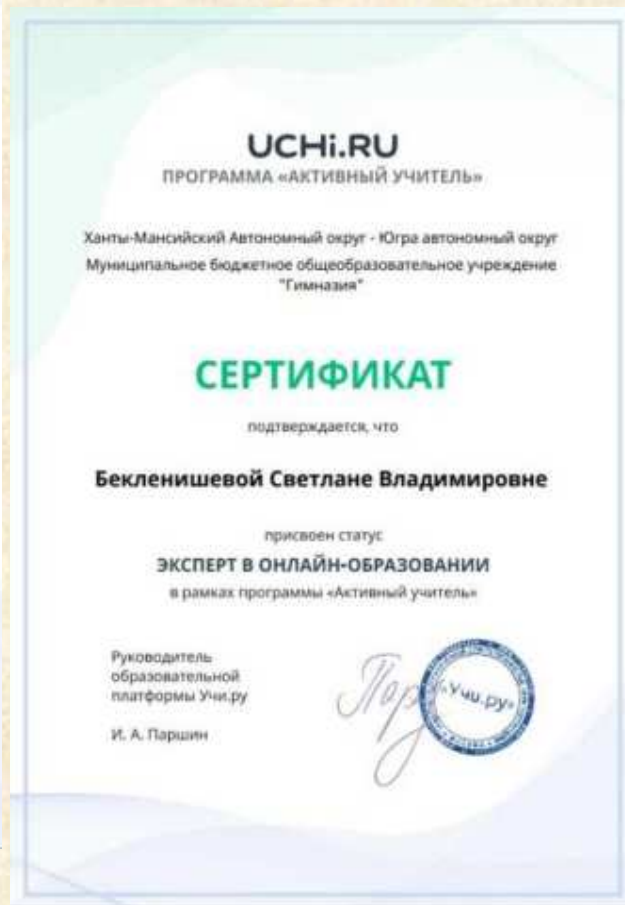 UCHi.RU
ПРОГРАММА «АКТИВНЫЙ УЧИТЕЛЬ»
Ханты-Мансийский Автономный округ - Югра автономный округ
Муниципальное бюджетное общеобразовательное учреждение
"Гимназия"
СЕРТИФИКАТ
подтверждается, что
Бекленишевой Светлане Владимировне
присвоен статус
ЭКСПЕРТ В ОНЛАЙН-ОБРАЗОВАНИИ
в рамках программы «Активный учитель»
Руководитель
образовательной
платформы Учи.ру
И. А. Паршин
«Учи.ру»